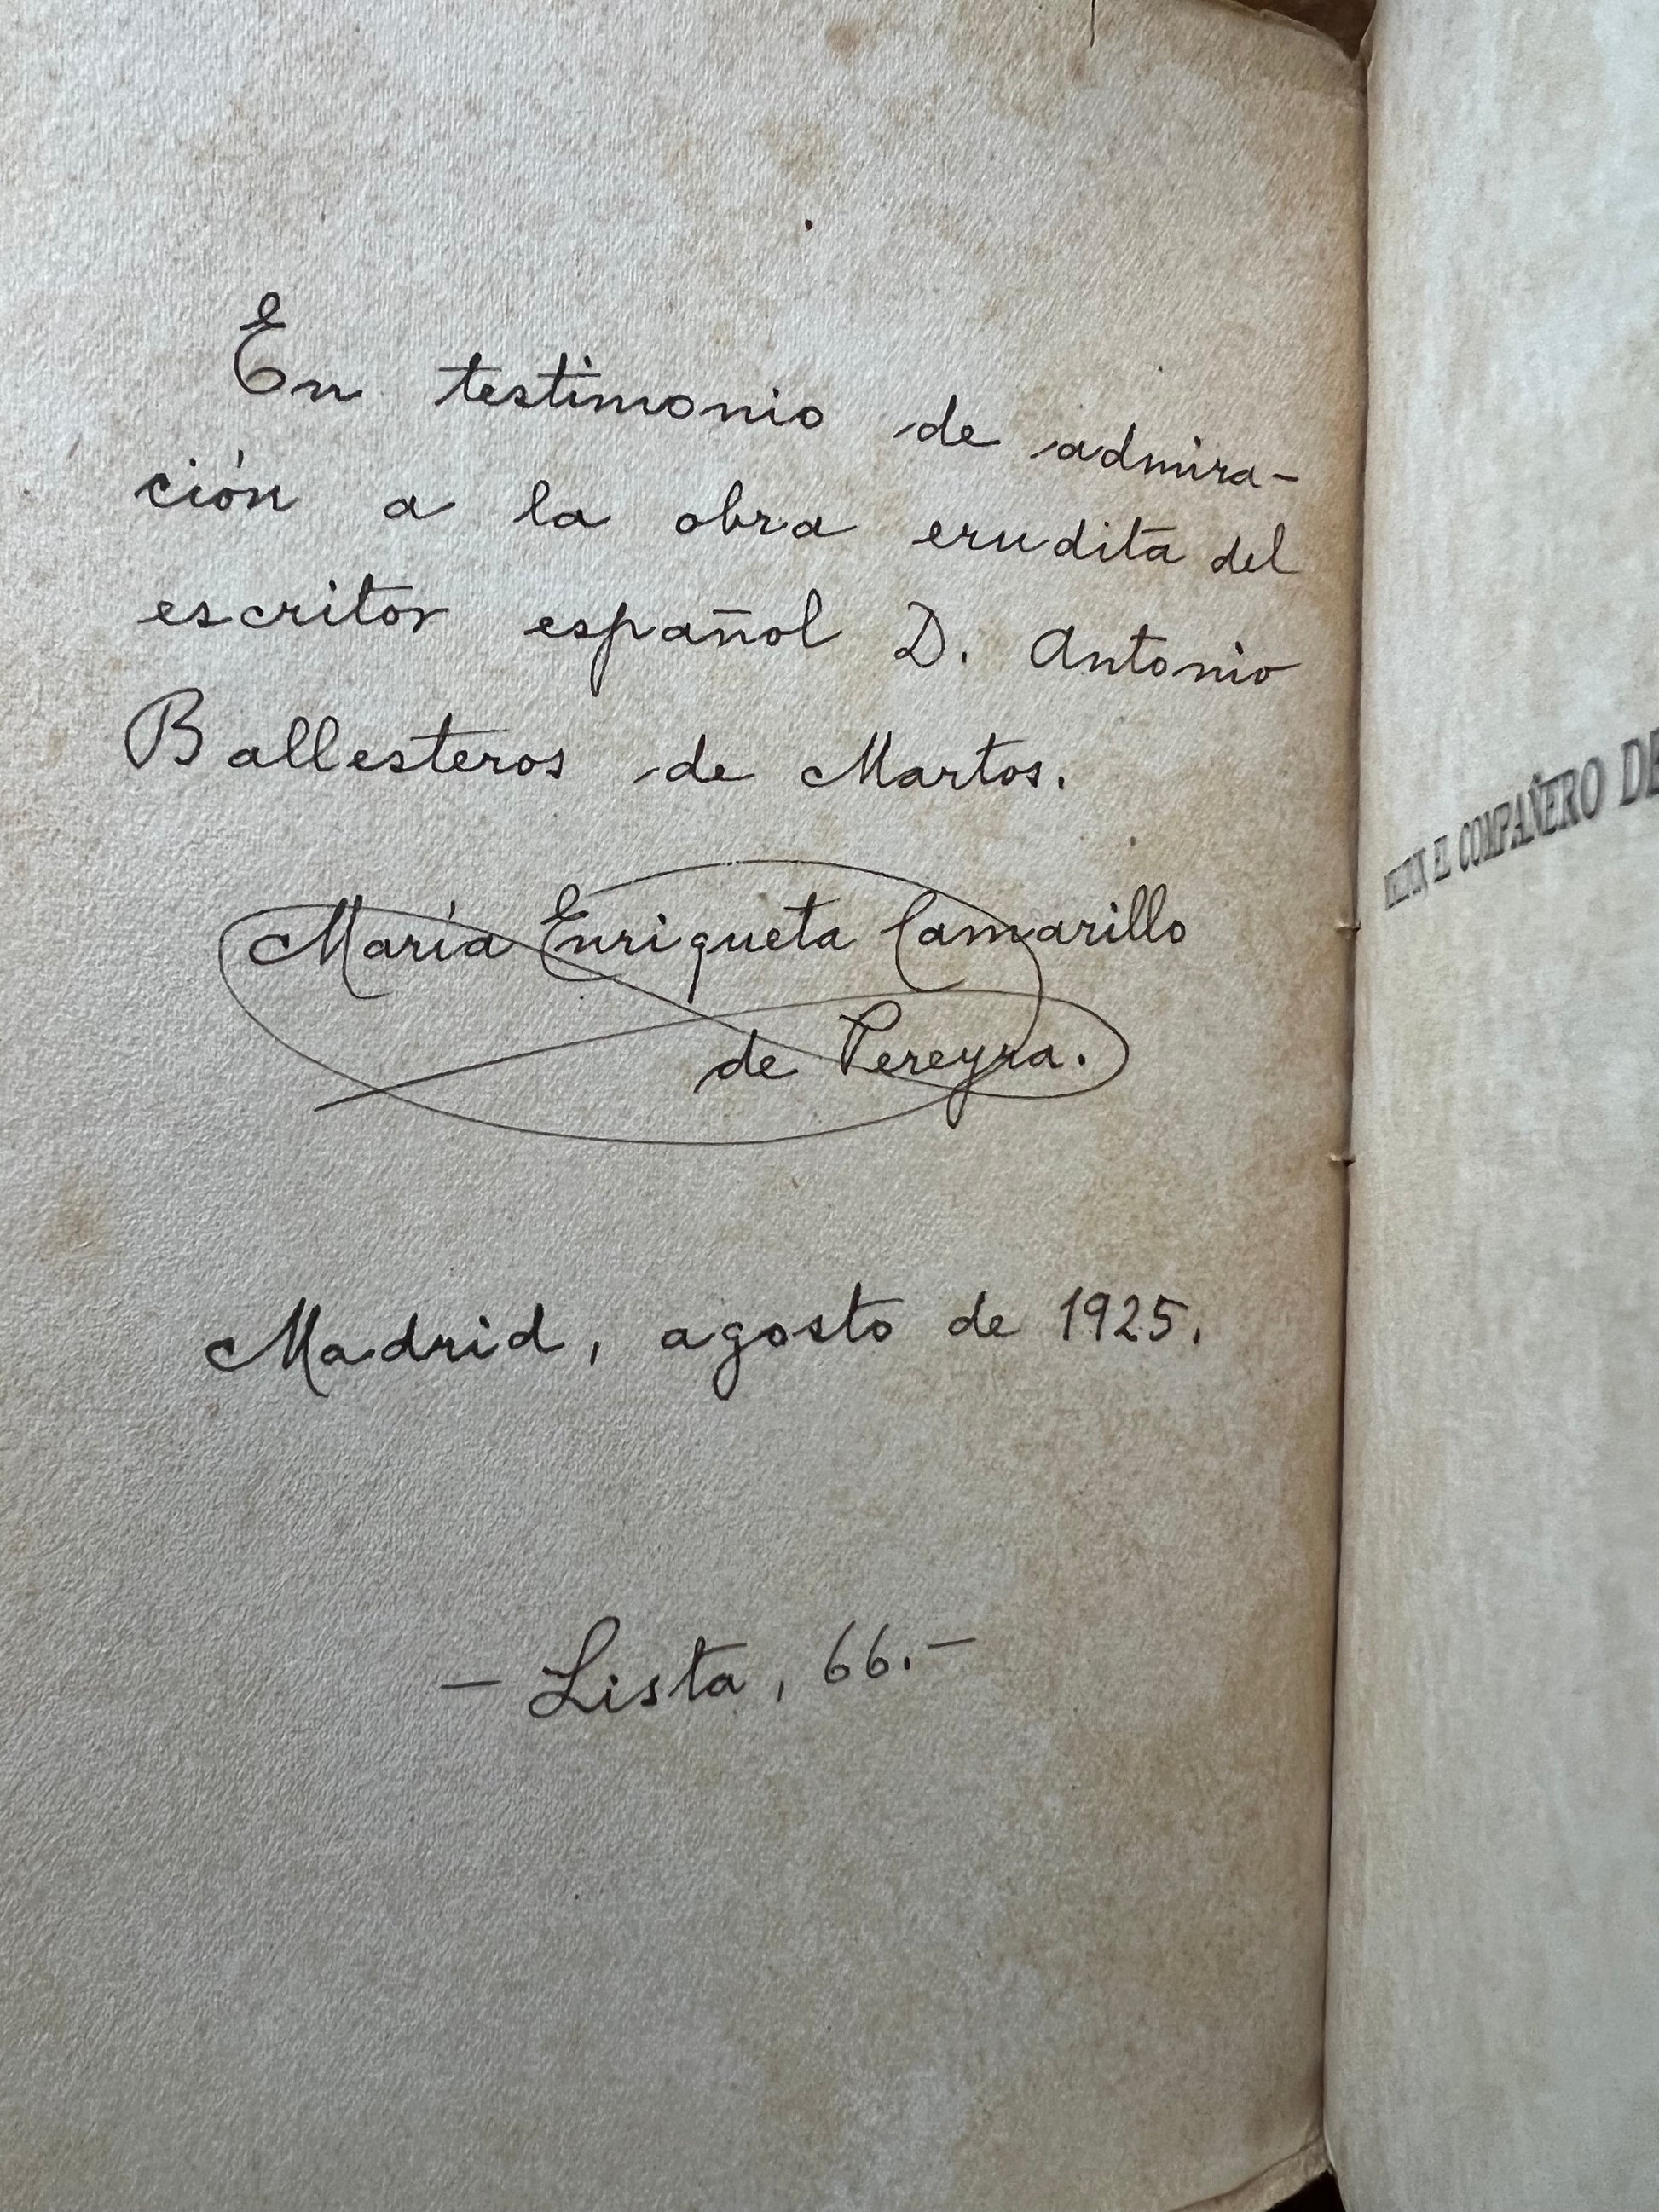 En testimonio de admira-
ción a la obra erudita del
escritor español D. Antonio
Ballesteros de Martos.
María Enriqueta Camarillo
de Pereyra.
Madrid, agosto de 1925.
- Lista, 66.-
EL COMPAÑERO DE